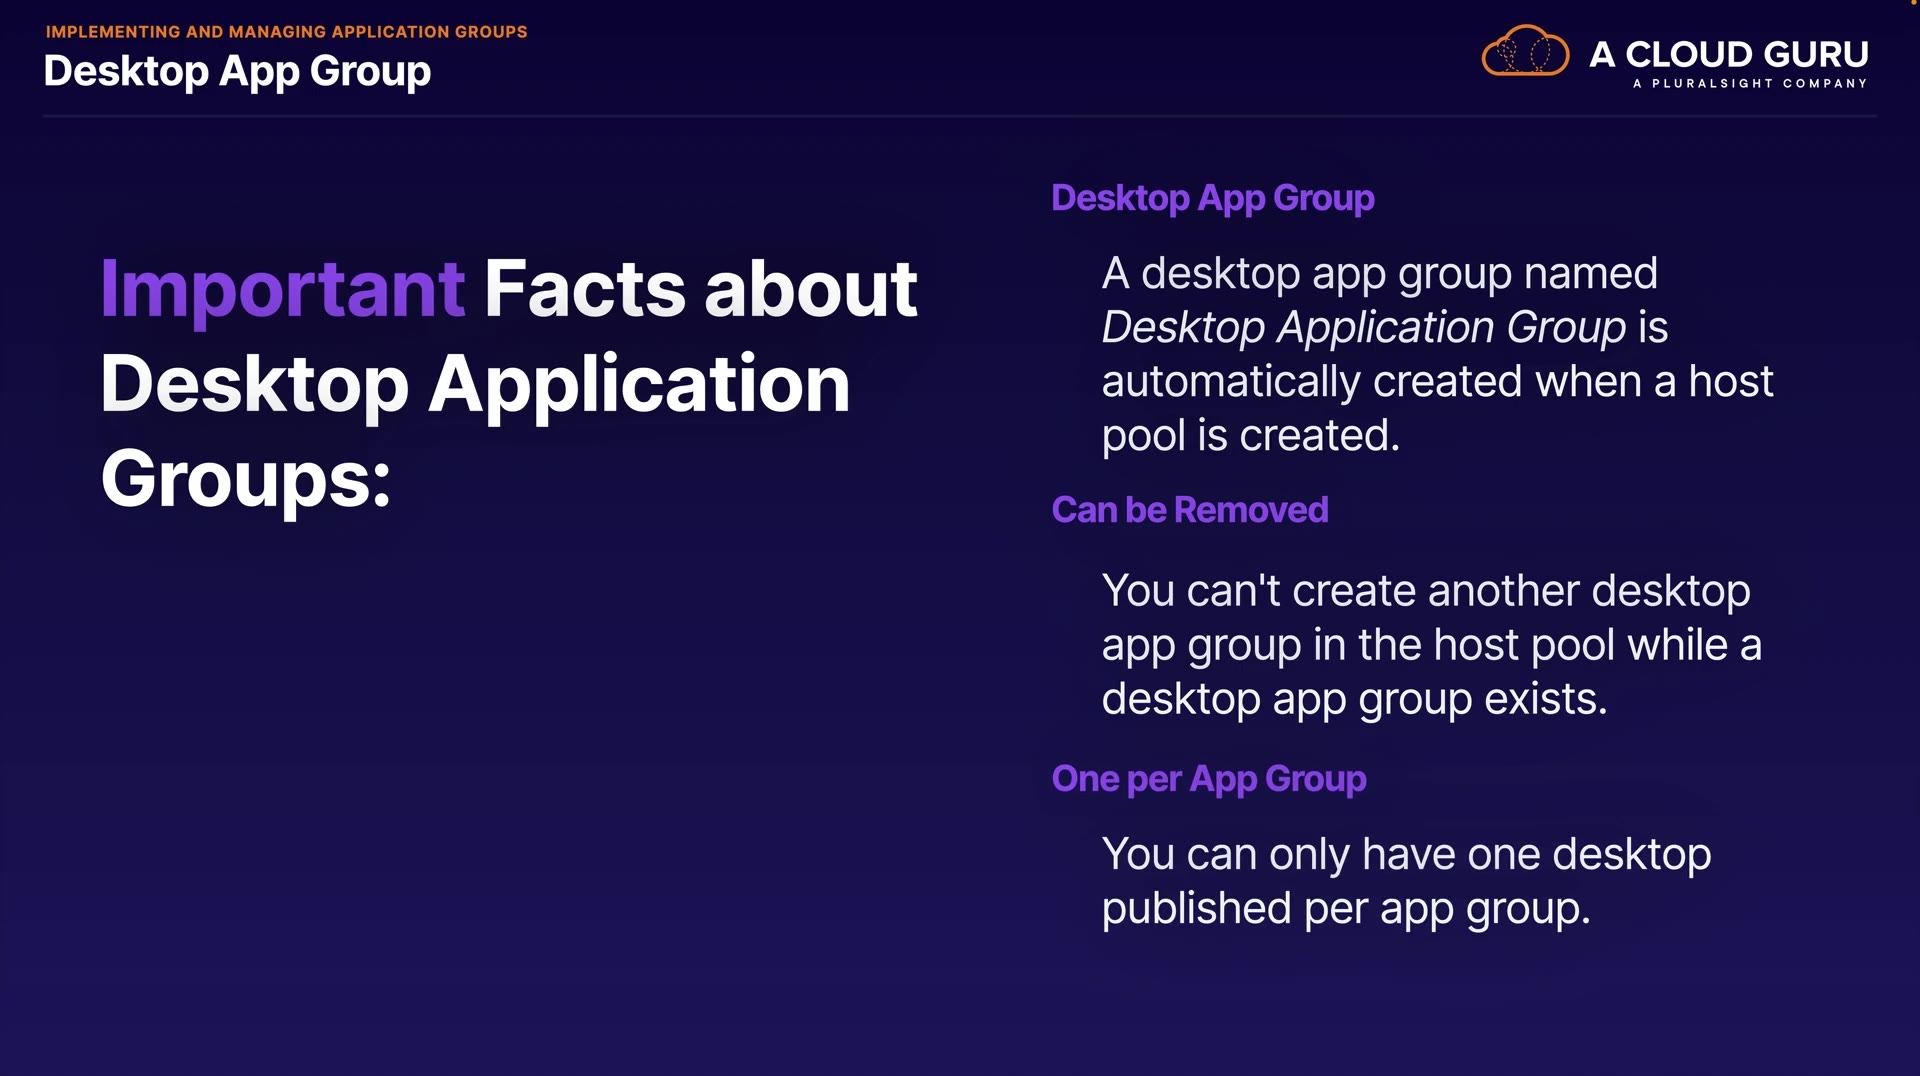 IMPLEMENTING AND MANAGING APPLICATION GROUPS
Desktop App Group
A CLOUD GURU
A PLURALSIGHT COMPANY
Important Facts about
Desktop Application
Groups:
Desktop App Group
A desktop app group named
Desktop Application Group is
automatically created when a host
pool is created.
Can be Removed
You can't create another desktop
app group in the host pool while a
desktop app group exists.
One per App Group
You can only have one desktop
published per app group.